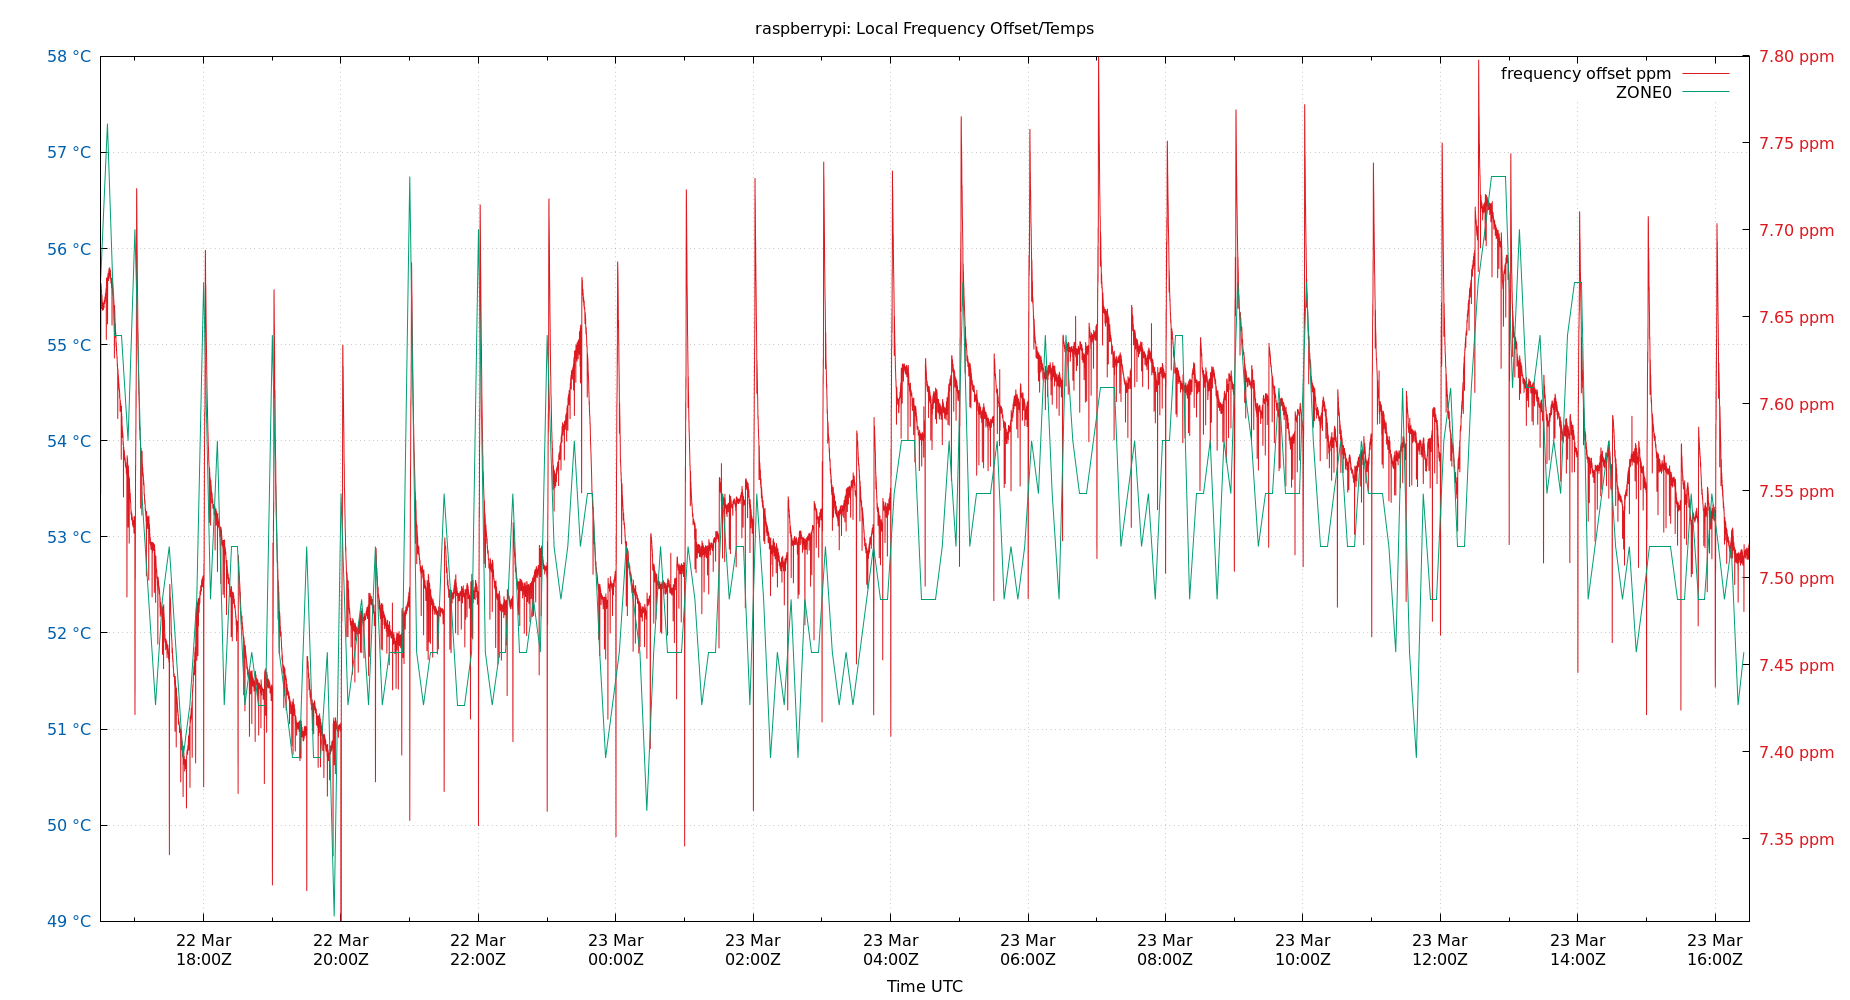 raspberrypi: Local Frequency Offset/Temps
58 °C
57 °C
56 °C
55 °C
54 °C
53 °C
52 °C
51 °C
50 °C
49 °C
7.80 ppm
7.75 ppm
7.70 ppm
7.65 ppm
7.60 ppm
7.55 ppm
7.50 ppm
7.45 ppm
7.40 ppm
7.35 ppm
frequency offset ppm
ZONE0
22 Mar
18:00Z
22 Mar
20:00Z
22 Mar
22:00Z
23 Mar
00:00Z
23 Mar
02:00Z
23 Mar
04:00Z
23 Mar
06:00Z
23 Mar
08:00Z
23 Mar
10:00Z
23 Mar
12:00Z
23 Mar
14:00Z
23 Mar
16:00Z
Time UTC